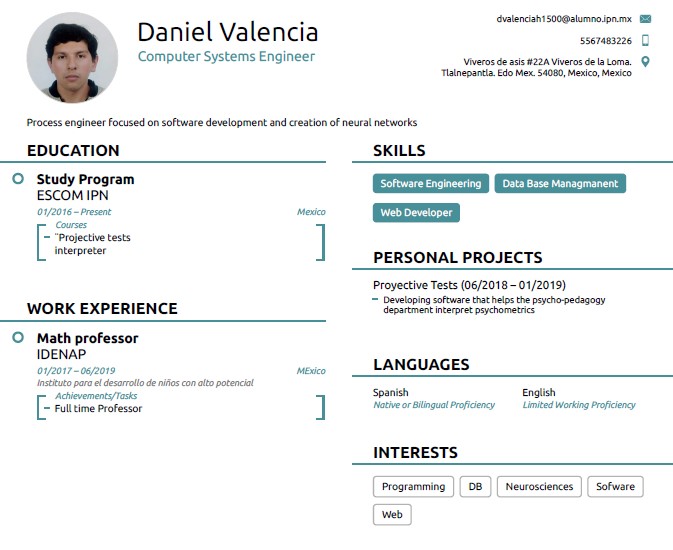 Daniel Valencia
Computer Systems Engineer
dvalenciah1500@alumno.ipn.mx
5567483226
Viveros de asis #22A Viveros de la Loma.
Tlalnepantla. Edo Mex. 54080, Mexico, Mexico
Process engineer focused on software development and creation of neural networks
EDUCATION
Study Program
ESCOM IPN
01/2016 – Present Mexico
Courses
– ¨Projective tests
interpreter
WORK EXPERIENCE
Math professor
IDENAP
01/2017 – 06/2019 MExico
Instituto para el desarrollo de niños con alto potencial
Achievements/Tasks
– Full time Professor
SKILLS
Software Engineering Data Base Managmanent
Web Developer
PERSONAL PROJECTS
Proyective Tests (06/2018 – 01/2019)
– Developing software that helps the psycho-pedagogy
department interpret psychometrics
LANGUAGES
Spanish
Native or Bilingual Proficiency
English
Limited Working Proficiency
INTERESTS
Programming DB Neurosciences Sofware
Web